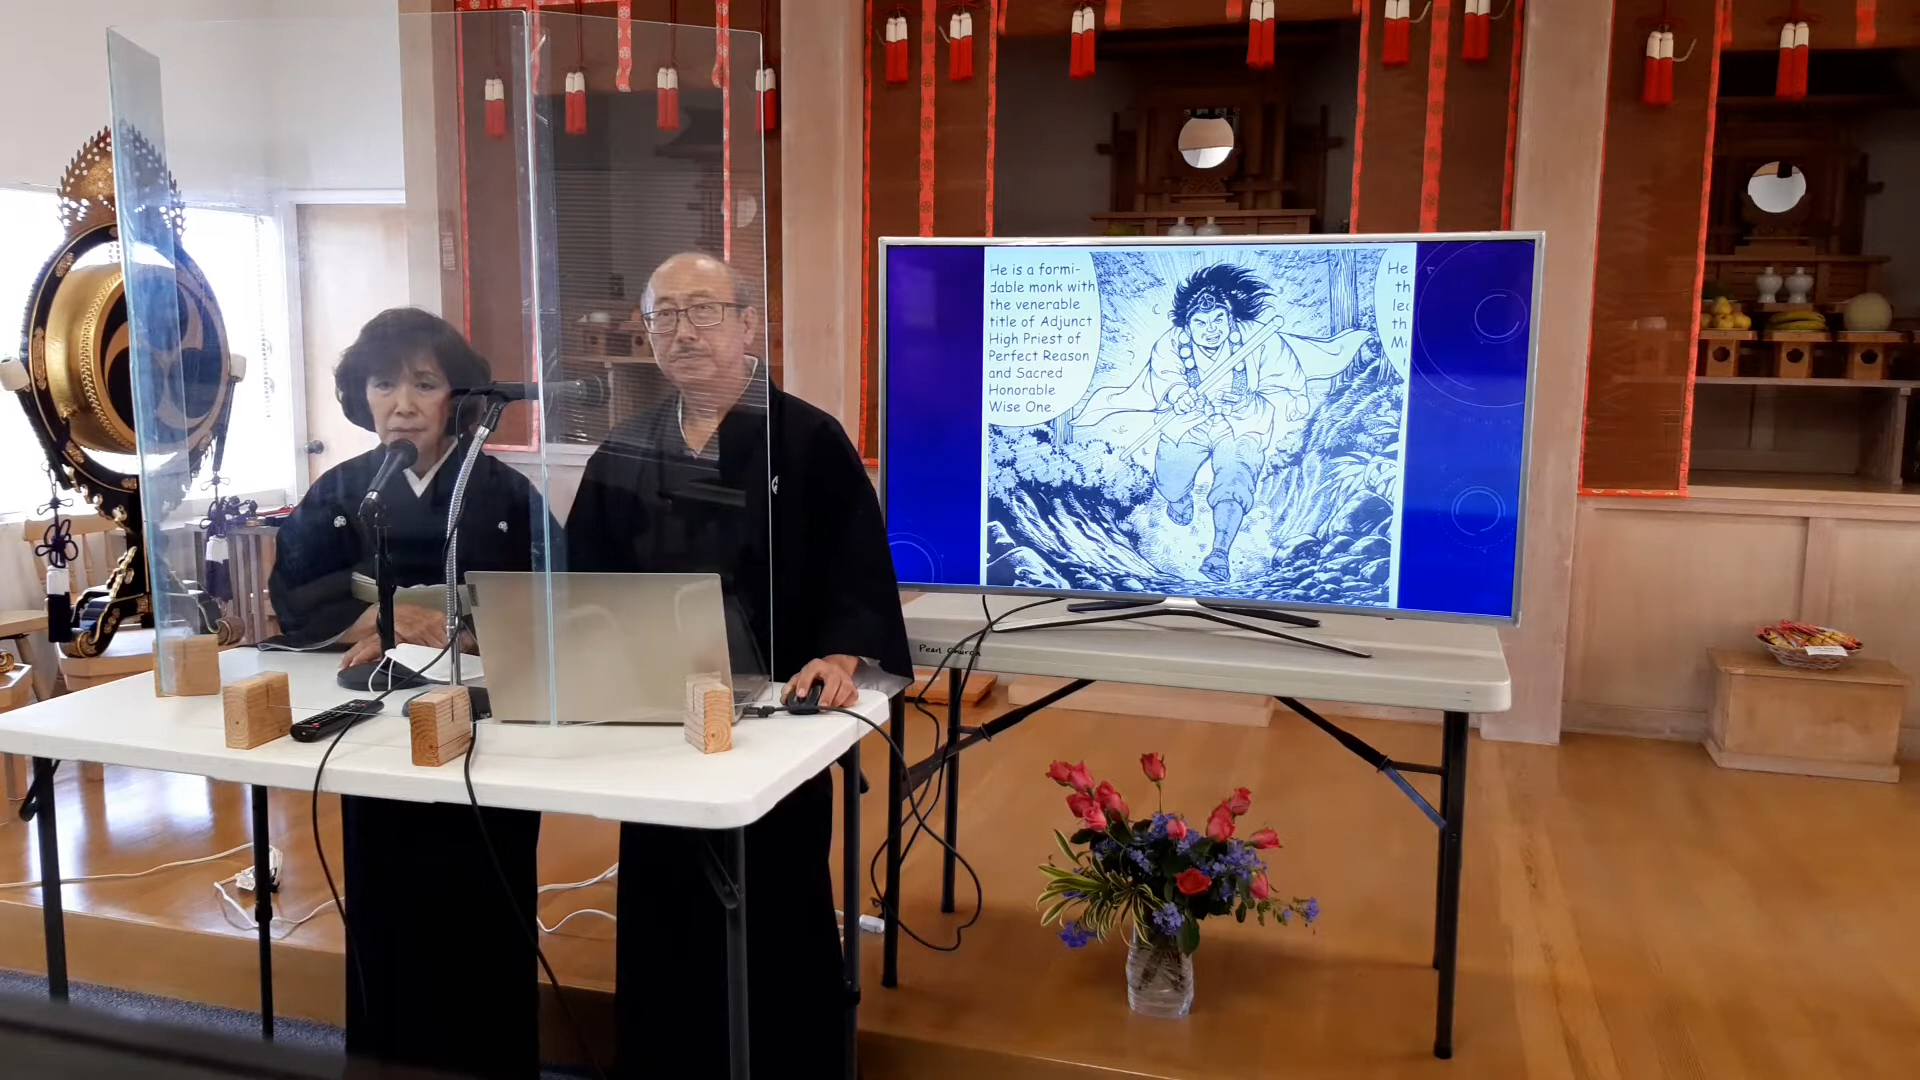 He is a formi-
dable monk with
the venerable
title of Adjunct
High Priest of
Perfect Reason
and Sacred
Honorable
Wise One.
He
th
Pearl Church